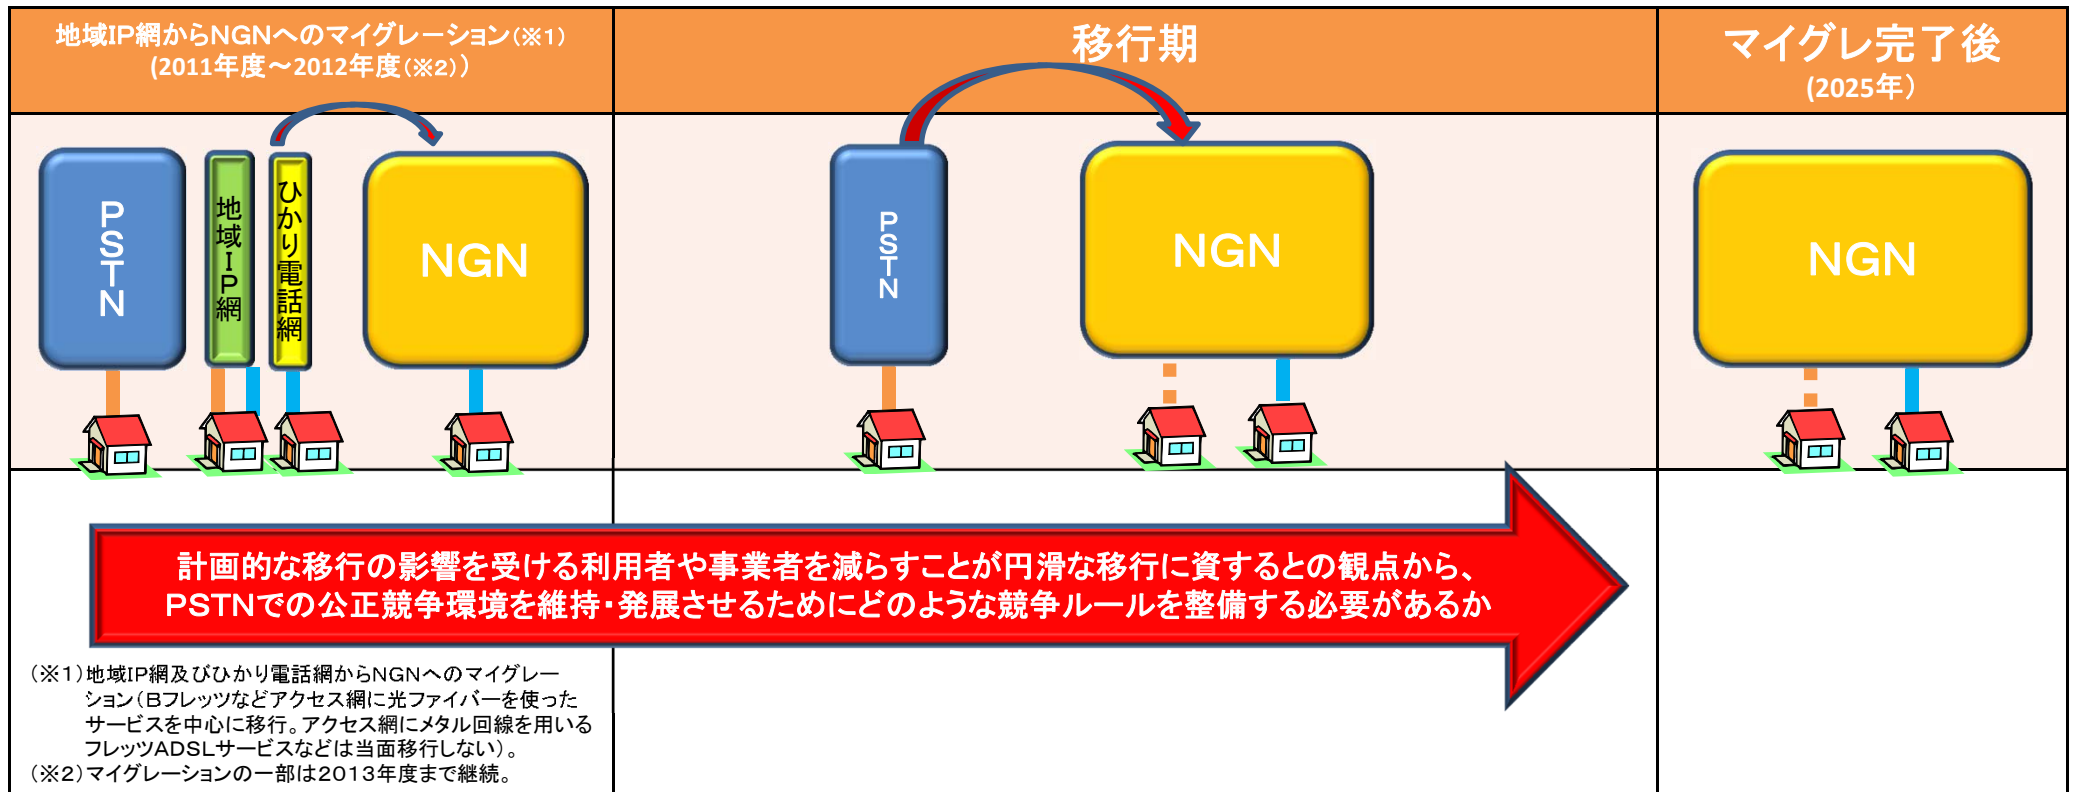 地域IP網からNGNへのマイグレーション(※1)
(2011年度～2012年度(※2))
移行期
マイグレ完了後
(2025年)
PSTN
地域IP網
ひかり電話網
NGN
PSTN
NGN
NGN
計画的な移行の影響を受ける利用者や事業者を減らすことが円滑な移行に資するとの観点から、
PSTNでの公正競争環境を維持・発展させるためにどのような競争ルールを整備する必要があるか
(※1)地域IP網及びひかり電話網からNGNへのマイグレー
ション(Bフレッツなどアクセス網に光ファイバーを使った
サービスを中心に移行。アクセス網にメタル回線を用いる
フレッツADSLサービスなどは当面移行しない)。
(※2)マイグレーションの一部は2013年度まで継続。